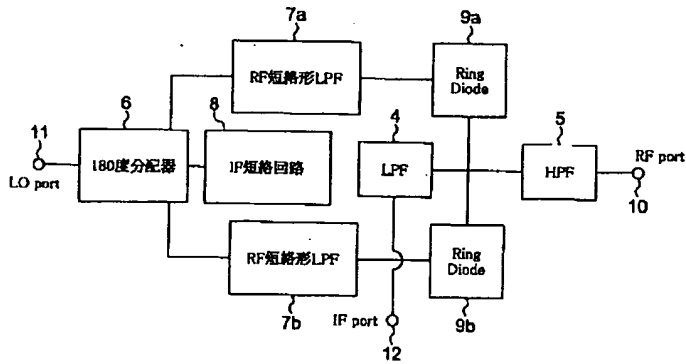 7a
9a
RF短絡形LPF
Ring
Diode
6
8
4
5
11
180度分配器
IF短絡回路
LPF
HPF
RF port
LO port
10
RF短絡形LPF
Ring
Diode
7b
IF port
12
9b